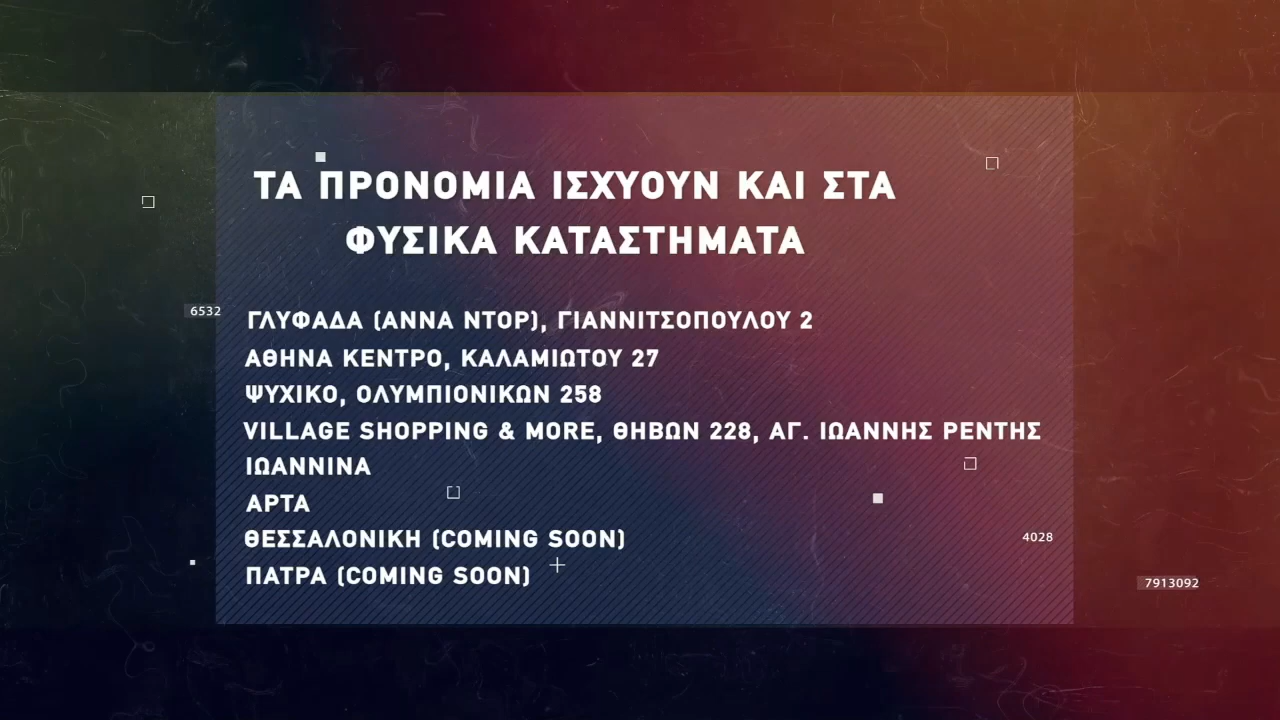 ΤΑ ΠΡΟΝΟΜΙΑ ΙΣΧΥΟΥΝ ΚΑΙ ΣΤΑ
ΦΥΣΙΚΑ ΚΑΤΑΣΤΗΜΑΤΑ
6532
ΓΛΥΦΑΔΑ (ΑΝΝΑ ΝΤΟΡ), ΓΙΑΝΝΙΤΣΟΠΟΥΛΟΥ 2
ΑΘΗΝΑ ΚΕΝΤΡΟ, ΚΑΛΑΜΙΩΤΟΥ 27
ΨΥΧΙΚΟ, ΟΛΥΜΠΙΟΝΙΚΩΝ 258
VILLAGE SHOPPING & MORE, ΘΗΒΩΝ 228, ΑΓ. ΙΩΑΝΝΗΣ ΡΕΝΤΗΣ
ΙΩΑΝΝΙΝΑ
ΑΡΤΑ
ΘΕΣΣΑΛΟΝΙΚΗ (COMING SOON)
4028
ΠΑΤΡΑ (COMING SOON)
7913092